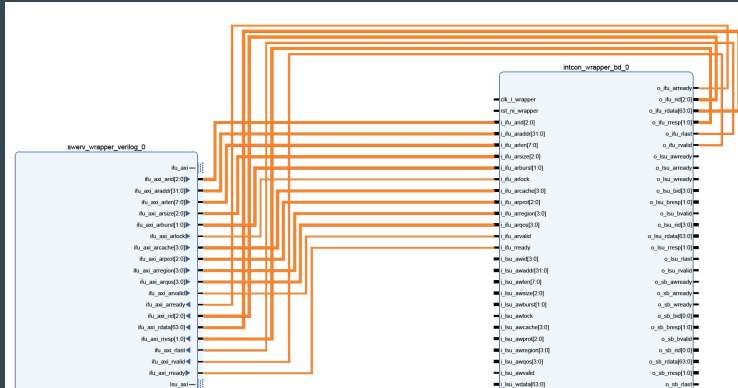 intcon_wrapper_bd_0
o_ifu_arready
clk_i_wrapper
o_ifu_rid[2:0]
rst_ni_wrapper
o_ifu_rdata[63:0]
i_ifu_arid[2:0]
o_ifu_rresp[1:0]
i_ifu_araddr[31:0]
o_ifu_rlast
i_ifu_arlen[7:0]
o_ifu_rvalid
i_ifu_arsize[2:0]
o_lsu_awready
i_ifu_arburst[1:0]
o_lsu_arready
i_ifu_arlock
o_lsu_wready
i_ifu_arcache[3:0]
o_lsu_bid[3:0]
i_ifu_arprot[2:0]
o_lsu_bresp[1:0]
i_ifu_arregion[3:0]
o_lsu_bvalid
i_ifu_arqos[3:0]
o_lsu_rid[3:0]
i_ifu_arvalid
o_lsu_rdata[63:0]
i_ifu_rready
o_lsu_rresp[1:0]
i_lsu_awid[3:0]
o_lsu_rlast
i_lsu_awaddr[31:0]
o_lsu_rvalid
i_lsu_awlen[7:0]
o_sb_awready
i_lsu_awsize[2:0]
o_sb_wready
i_lsu_awburst[1:0]
o_sb_bid[0:0]
i_lsu_awlock
o_sb_bresp[1:0]
i_lsu_awcache[3:0]
o_sb_bvalid
i_lsu_awprot[2:0]
o_sb_rid[0:0]
i_lsu_awregion[3:0]
o_sb_rdata[63:0]
i_lsu_awqos[3:0]
o_sb_rresp[1:0]
i_lsu_awvalid
o_sb_rlast
i_lsu_wdata[63:0]
swerv_wrapper_verilog_0
ifu_axi
ifu_axi_arid[2:0]
ifu_axi_araddr[31:0]
ifu_axi_arlen[7:0]
ifu_axi_arsize[2:0]
ifu_axi_arburst[1:0]
ifu_axi_arlock
ifu_axi_arcache[3:0]
ifu_axi_arprot[2:0]
ifu_axi_arregion[3:0]
ifu_axi_arqos[3:0]
ifu_axi_arvalid
ifu_axi_arready
ifu_axi_rid[2:0]
ifu_axi_rdata[63:0]
ifu_axi_rresp[1:0]
ifu_axi_rlast
ifu_axi_rvalid
ifu_axi_rready
lsu_axi